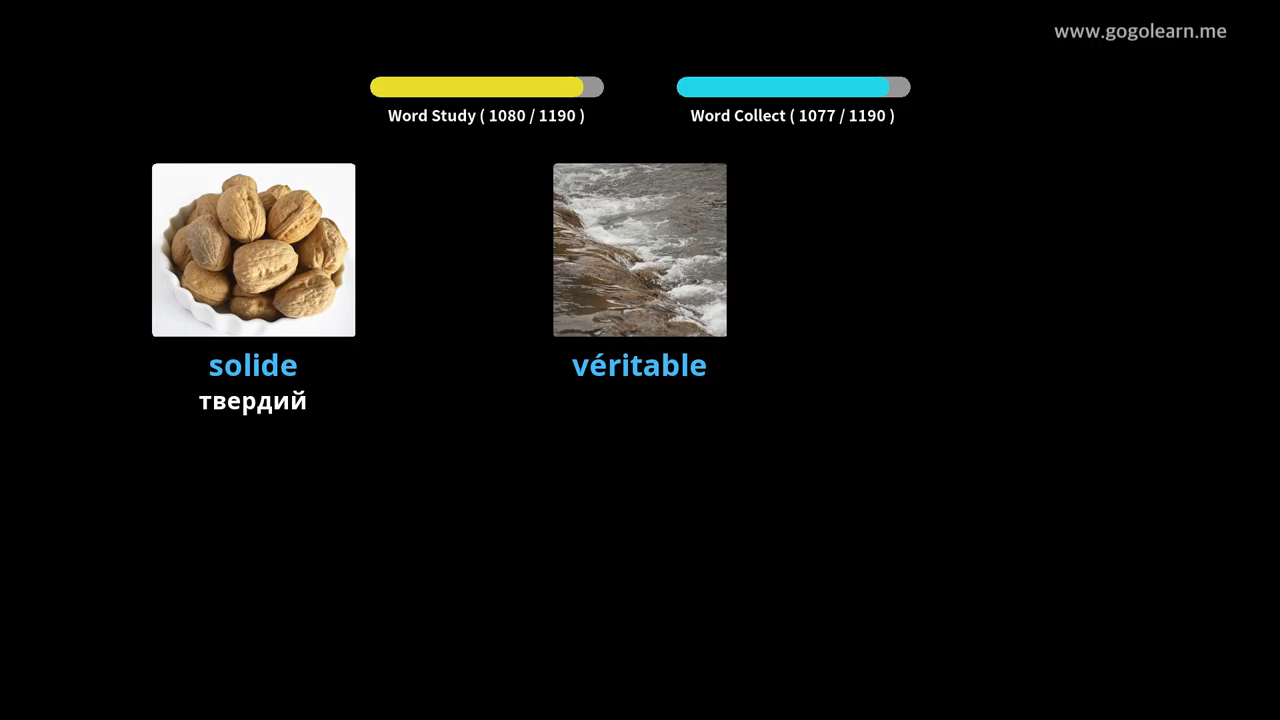 www.gogolearn.me
Word Study ( 1080 / 1190 )
Word Collect ( 1077 / 1190 )
solide
твердий
véritable